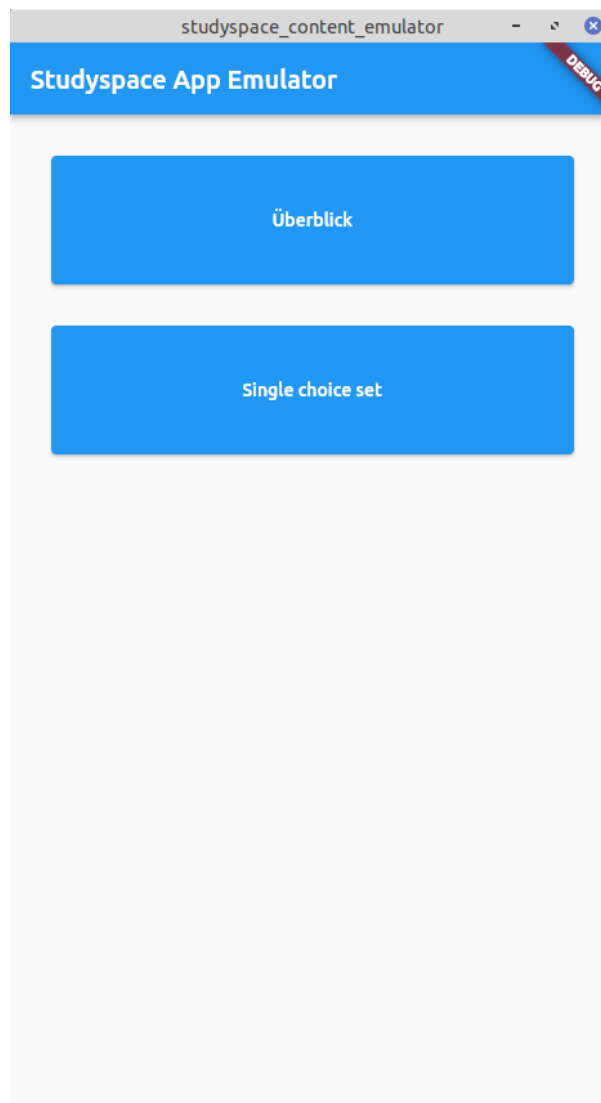 studyspace_content_emulator
Studyspace App Emulator
DEBUG
Überblick
Single choice set